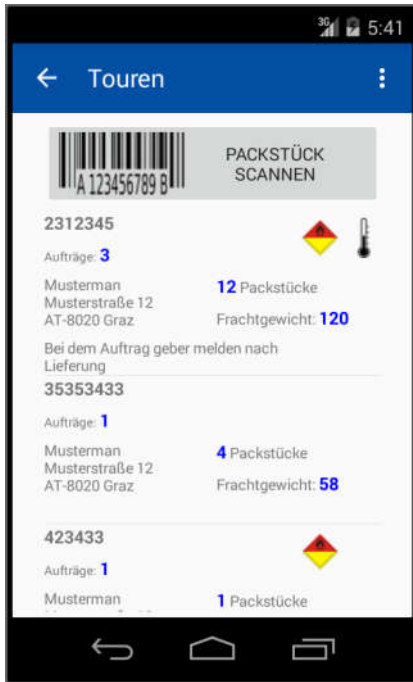 3G 5:41
Touren
A 123456789 B
PACKSTÜCK
SCANNEN
2312345
Aufträge: 3
Musterman
Musterstraße 12
AT-8020 Graz
12 Packstücke
Frachtgewicht: 120
Bei dem Auftrag geber melden nach
Lieferung
35353433
Aufträge: 1
Musterman
Musterstraße 12
AT-8020 Graz
4 Packstücke
Frachtgewicht: 58
423433
Aufträge: 1
Musterman
1 Packstücke